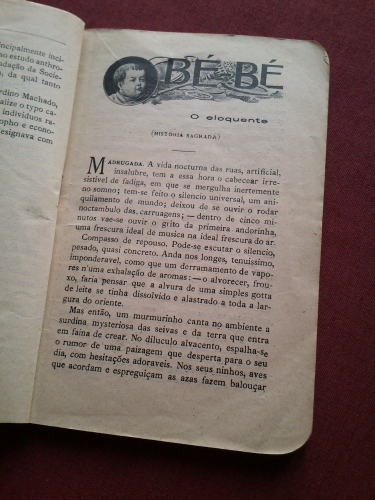 ncipalmente inci-
no estudo anthro-
ndação da Socie-
da qual tanto
rdino Machado,
alize o typo ca-
individuos ra-
opho e econo-
designava com
O BÉBÉ
O eloquente
(HISTORIA SAGRADA)
MADRUGADA. A vida nocturna das ruas, artificial,
insalubre, tem a esta hora o cabecear irre-
sistivel de fadiga, em que se mergulha inertemente
no somno; tem-se feito o silencio universal, um ani-
quilamento de mundo; deixou de se ouvir o rodar
noctambulo das carruagens; — dentro de cinco mi-
nutos vae-se ouvir o grito da primeira andorinha,
uma frescura ideal de musica na ideal frescura do ar.
Compasso de repouso. Pode-se escutar o silencio,
pesado, quasi concreto. Anda nos longes, tenuissimo,
imponderavel, como que um derramamento de vapo-
res n'uma exhalação de aromas: — o alvorecer, frou-
xo, faria pensar que a alvura de uma simples gotta
de leite se tinha dissolvido e alastrado a toda a lar-
gura do oriente.
Mas então, um murmurinho canta no ambiente a
surdina mysteriosa das seivas e da terra que entra
em faina de crear. No diluculo alvacento, espalha-se
o rumor de uma paizagem que desperta para o seu
dia, com hesitações adoraveis. Nos seus ninhos, aves
que acordam e espreguiçam as azas fazem balouçar